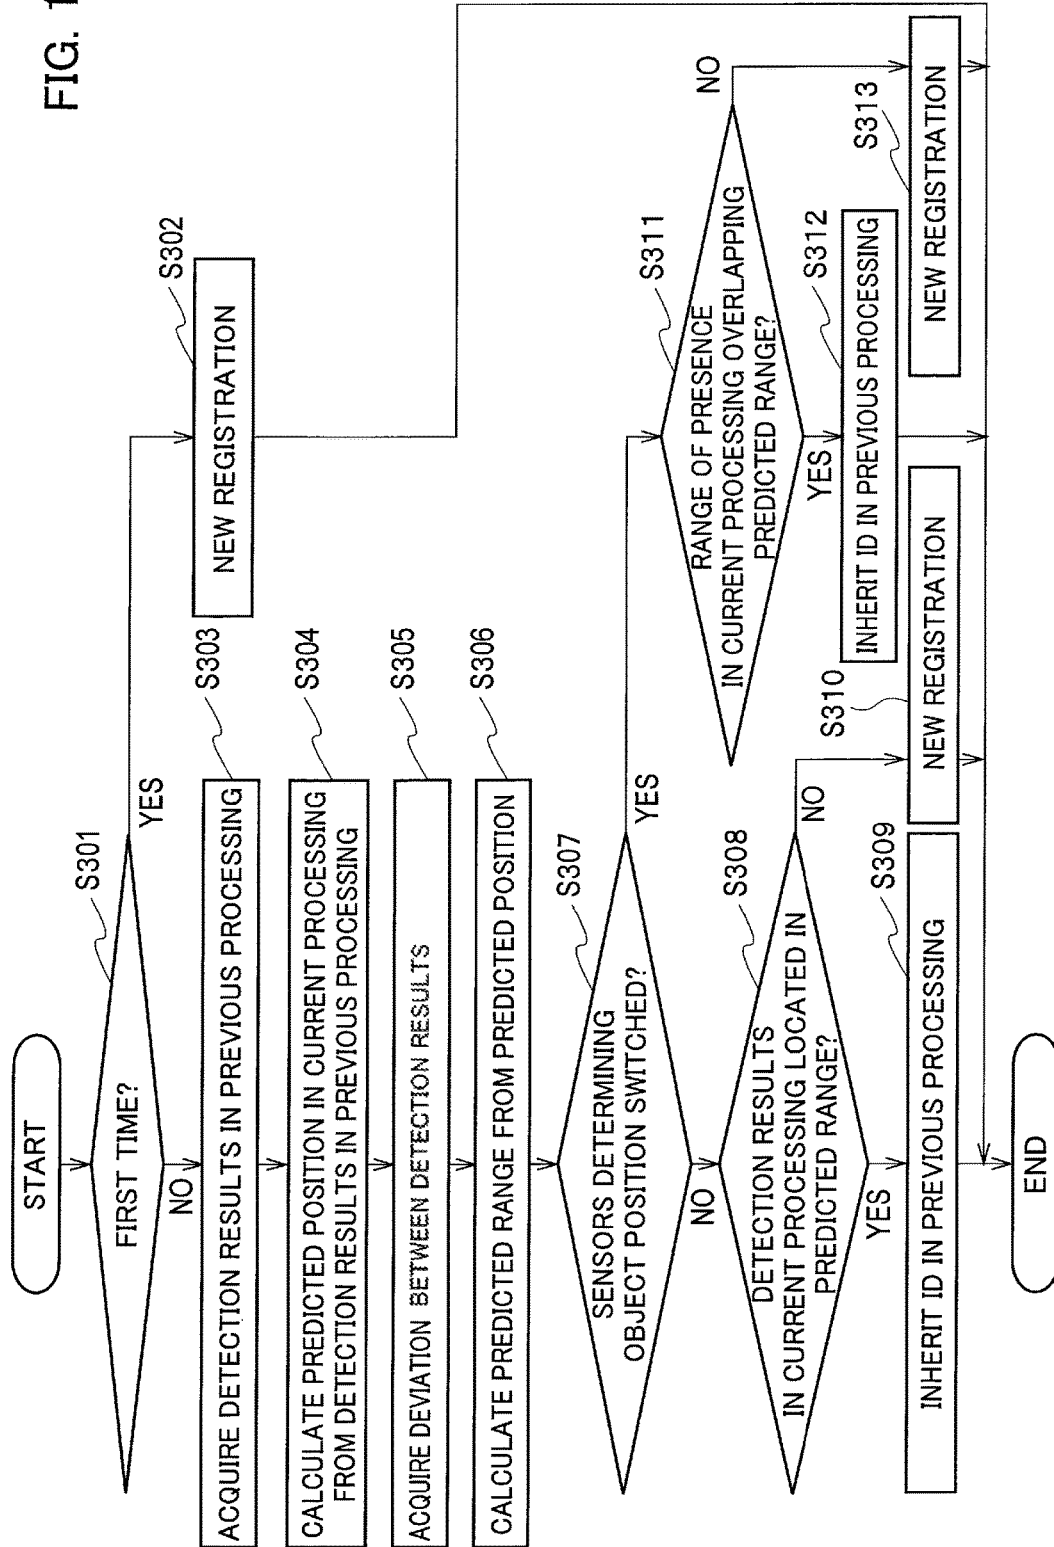 FIG. 1
START
FIRST TIME?
S301
YES
NO
NEW REGISTRATION
S302
ACQUIRE DETECTION RESULTS IN PREVIOUS PROCESSING
S303
CALCULATE PREDICTED POSITION IN CURRENT PROCESSING
FROM DETECTION RESULTS IN PREVIOUS PROCESSING
S304
ACQUIRE DEVIATION BETWEEN DETECTION RESULTS
S305
CALCULATE PREDICTED RANGE FROM PREDICTED POSITION
S306
SENSORS DETERMINING
OBJECT POSITION SWITCHED?
S307
YES
NO
DETECTION RESULTS
IN CURRENT PROCESSING LOCATED IN
PREDICTED RANGE?
S308
NO
YES
INHERIT ID IN PREVIOUS PROCESSING
S309
NEW REGISTRATION
S310
RANGE OF PRESENCE
IN CURRENT PROCESSING OVERLAPPING
PREDICTED RANGE?
S311
NO
YES
INHERIT ID IN PREVIOUS PROCESSING
S312
NEW REGISTRATION
S313
END